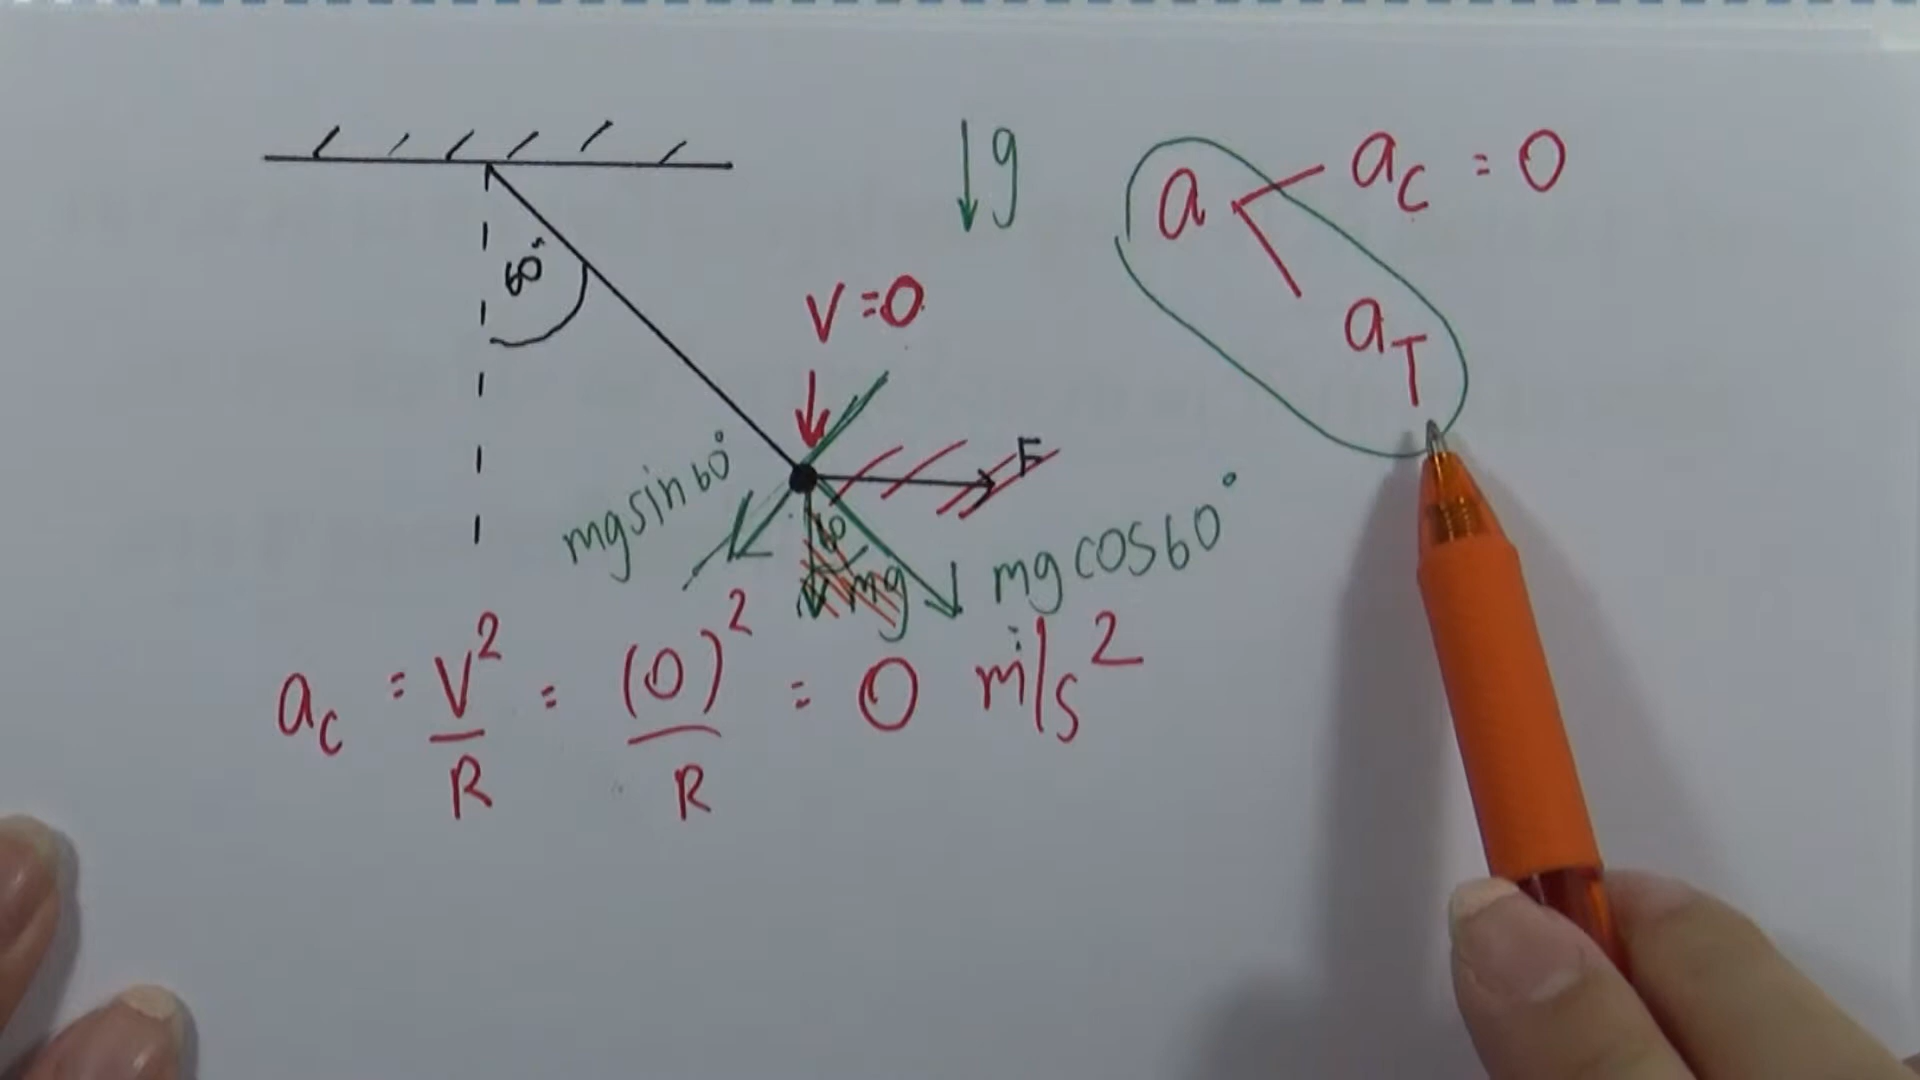 g
a
a_C = 0
a_T
60°
V = 0
F
mg sin 60°
60
mg
mg cos 60°
a_C = V²/R = (0)²/R = 0 m/s²